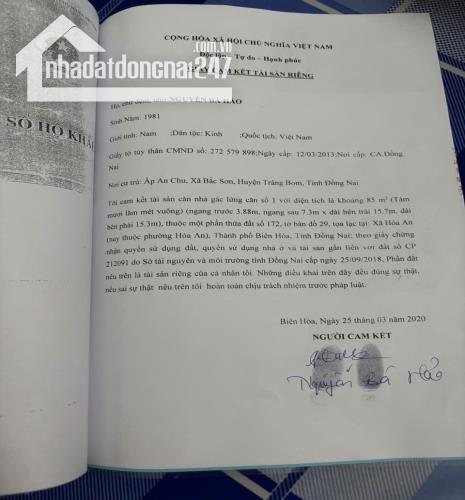 .com.vn
nhadatdongnai247
CỘNG HÒA XÃ HỘI CHỦ NGHĨA VIỆT NAM
Độc lập – Tự do – Hạnh phúc
GIẤY CAM KẾT TÀI SẢN RIÊNG
SỔ HỘ KHẨ
NGUYỄN BÁ HẢO
Sinh Năm: 1981
Giới tính: Nam ;Dân tộc: Kinh ;Quốc tịch: Việt Nam
Giấy tờ tùy thân CMND số: 272 579 898;Ngày cấp: 12/03/2013;Nơi cấp: CA.Đồng
Nai
Nơi cư trú: Ấp An Chu, Xã Bắc Sơn, Huyện Trảng Bom, Tỉnh Đồng Nai
Tôi cam kết tài sản căn nhà gác lửng căn số 1 với diện tích là khoảng 85 m² (Tám
mươi lăm mét vuông) (ngang trước 3.88m, ngang sau 7.3m x dài bên trái 15.7m, dài
bên phải 15.3m), thuộc một phần thửa đất số 172, tờ bản đồ 29, tọa lạc tại: Xã Hóa An
(nay thuộc phường Hóa An), Thành phố Biên Hòa, Tỉnh Đồng Nai; theo giấy chứng
nhận quyền sử dụng đất, quyền sử dụng nhà ở và tài sản gắn liền với đất số CP
212091 do Sở tài nguyên và môi trường tỉnh Đồng Nai cấp ngày 25/09/2018, Phần đất
nêu trên là tài sản riêng của cá nhân tôi. Những điều khai trên đây đều đúng sự thật,
nếu sai sự thật nêu trên tôi hoàn toàn chịu trách nhiệm trước pháp luật.
Biên Hòa, Ngày 25 tháng 03 năm 2020
NGƯỜI CAM KẾT
Nguyễn Bá Hảo